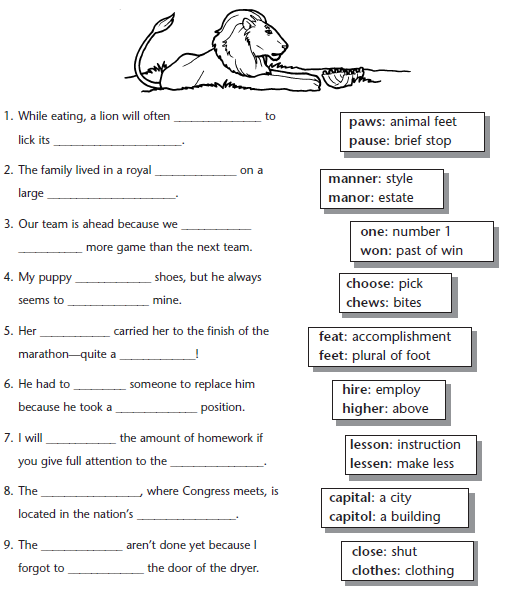 1. While eating, a lion will often ______________ to
lick its ____________________.
paws: animal feet
pause: brief stop
2. The family lived in a royal _____________ on a
large ____________________.
manner: style
manor: estate
3. Our team is ahead because we ___________
__________ more game than the next team.
one: number 1
won: past of win
4. My puppy ____________ shoes, but he always
seems to _____________ mine.
choose: pick
chews: bites
5. Her ___________ carried her to the finish of the
marathon—quite a ____________!
feat: accomplishment
feet: plural of foot
6. He had to ________ someone to replace him
because he took a _____________ position.
hire: employ
higher: above
7. I will ___________ the amount of homework if
you give full attention to the _______________.
lesson: instruction
lessen: make less
8. The ________________, where Congress meets, is
located in the nation’s ________________.
capital: a city
capitol: a building
9. The _____________ aren’t done yet because I
forgot to ____________ the door of the dryer.
close: shut
clothes: clothing